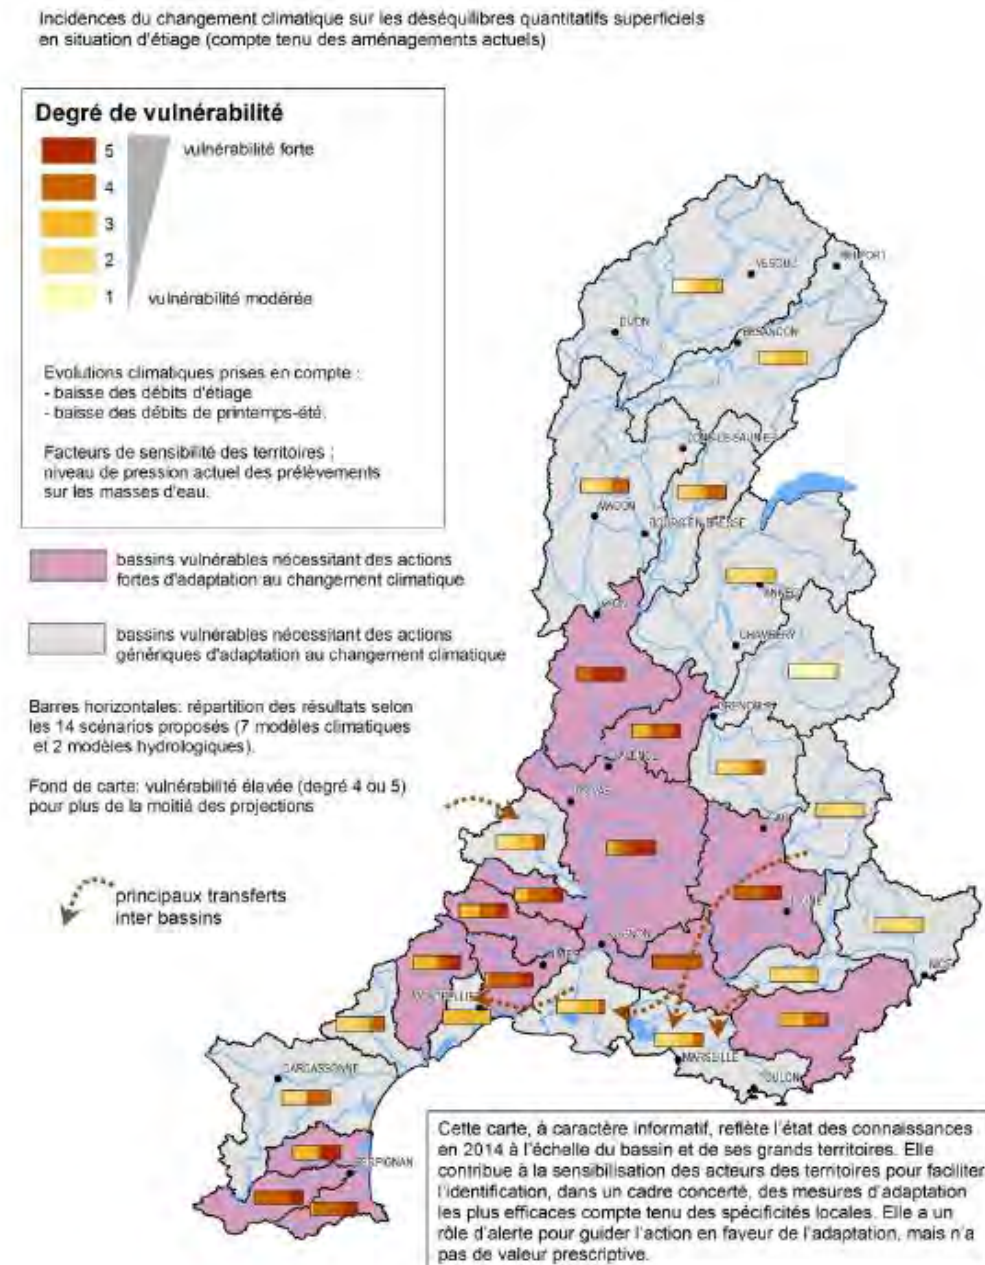 Incidences du changement climatique sur les déséquilibres quantitatifs superficiels
en situation d'étiage (compte tenu des aménagements actuels)
Degré de vulnérabilité
5
vulnérabilité forte
4
3
2
1
vulnérabilité modérée
Evolutions climatiques prises en compte :
- baisse des débits d'étiage
- baisse des débits de printemps-été.
Facteurs de sensibilité des territoires :
niveau de pression actuel des prélèvements
sur les masses d'eau.
bassins vulnérables nécessitant des actions
fortes d'adaptation au changement climatique
bassins vulnérables nécessitant des actions
génériques d'adaptation au changement climatique
Barres horizontales: répartition des résultats selon
les 14 scénarios proposés (7 modèles climatiques
et 2 modèles hydrologiques).
Fond de carte: vulnérabilité élevée (degré 4 ou 5)
pour plus de la moitié des projections
principaux transferts
inter bassins
VESOUL
BELFORT
DIJON
BESANCON
LONS-LE-SAUNIER
MACON
BOURG-EN-BRESSE
ANNECY
LYON
CHAMBERY
GRENOBLE
VALENCE
PRIVAS
GAP
DIGNE
AVIGNON
NIMES
NICE
MONTPELLIER
MARSEILLE
TOULON
CARCASSONNE
PERPIGNAN
Cette carte, à caractère informatif, reflète l'état des connaissances
en 2014 à l'échelle du bassin et de ses grands territoires. Elle
contribue à la sensibilisation des acteurs des territoires pour faciliter
l'identification, dans un cadre concerté, des mesures d'adaptation
les plus efficaces compte tenu des spécificités locales. Elle a un
rôle d'alerte pour guider l'action en faveur de l'adaptation, mais n'a
pas de valeur prescriptive.